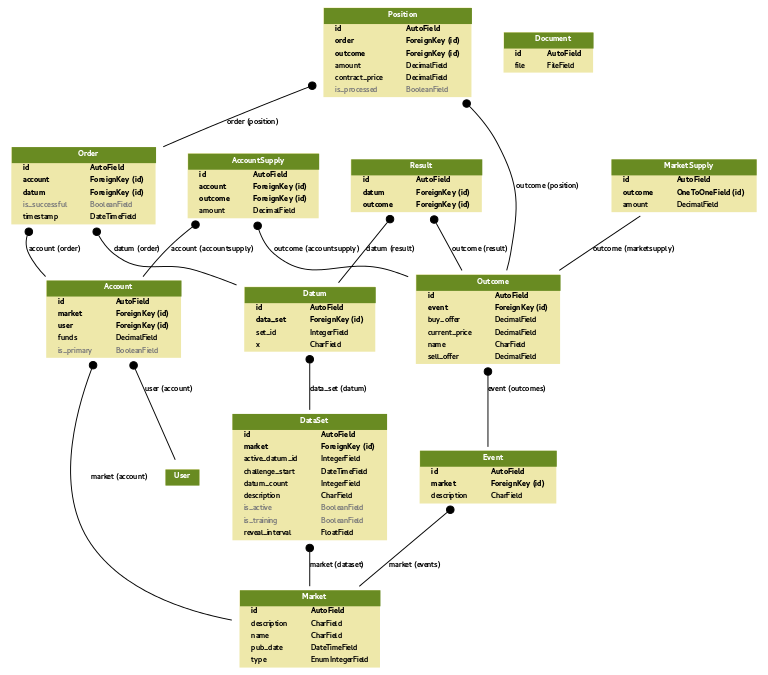 Position
id AutoField
order ForeignKey (id)
outcome ForeignKey (id)
amount DecimalField
contract_price DecimalField
is_processed BooleanField
Document
id AutoField
file FileField
order (position)
outcome (position)
Order
id AutoField
account ForeignKey (id)
datum ForeignKey (id)
is_successful BooleanField
timestamp DateTimeField
AccountSupply
id AutoField
account ForeignKey (id)
outcome ForeignKey (id)
amount DecimalField
Result
id AutoField
datum ForeignKey (id)
outcome ForeignKey (id)
MarketSupply
id AutoField
outcome OneToOneField (id)
amount DecimalField
account (order)
datum (order)
account (accountsupply)
outcome (accountsupply)
datum (result)
outcome (result)
outcome (marketsupply)
Account
id AutoField
market ForeignKey (id)
user ForeignKey (id)
funds DecimalField
is_primary BooleanField
Datum
id AutoField
data_set ForeignKey (id)
set_id IntegerField
x CharField
Outcome
id AutoField
event ForeignKey (id)
buy_offer DecimalField
current_price DecimalField
name CharField
sell_offer DecimalField
user (account)
data_set (datum)
event (outcomes)
market (account)
User
DataSet
id AutoField
market ForeignKey (id)
active_datum_id IntegerField
challenge_start DateTimeField
datum_count IntegerField
description CharField
is_active BooleanField
is_training BooleanField
reveal_interval FloatField
Event
id AutoField
market ForeignKey (id)
description CharField
market (dataset)
market (events)
Market
id AutoField
description CharField
name CharField
pub_date DateTimeField
type EnumIntegerField